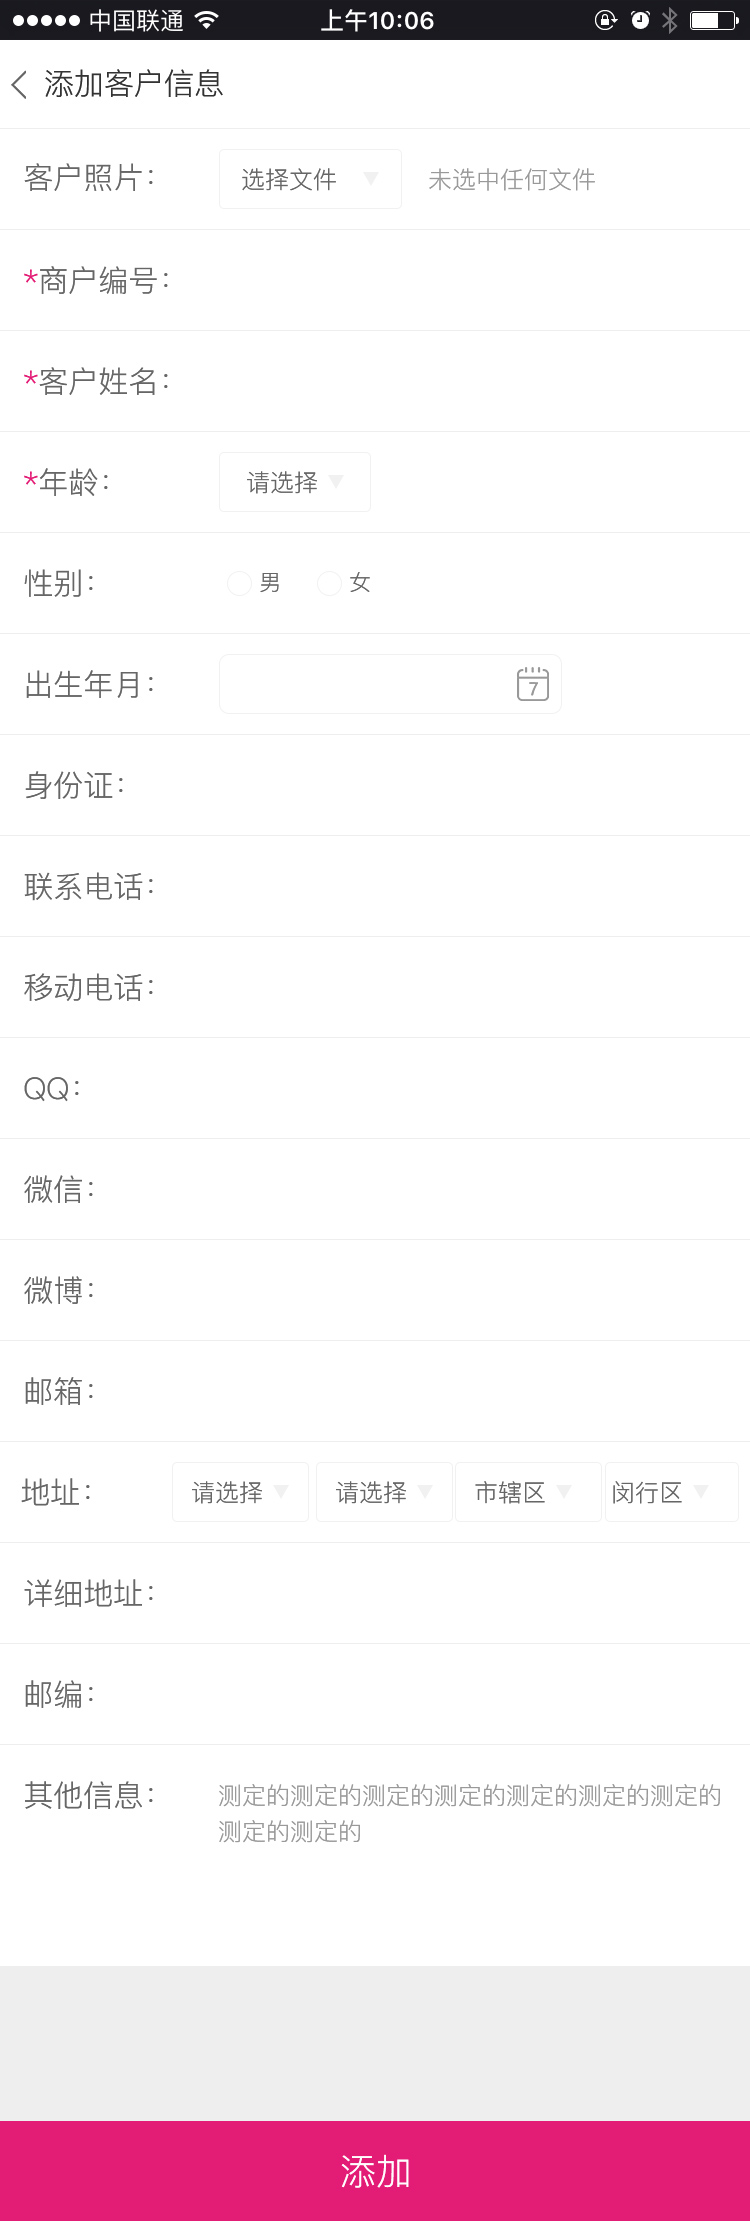 中国联通 上午10:06
添加客户信息
客户照片： 选择文件 未选中任何文件
*商户编号：
*客户姓名：
*年龄： 请选择
性别： 男 女
出生年月： 7
身份证：
联系电话：
移动电话：
QQ：
微信：
微博：
邮箱：
地址： 请选择 请选择 市辖区 闵行区
详细地址：
邮编：
其他信息： 测定的测定的测定的测定的测定的测定的测定的
测定的测定的
添加